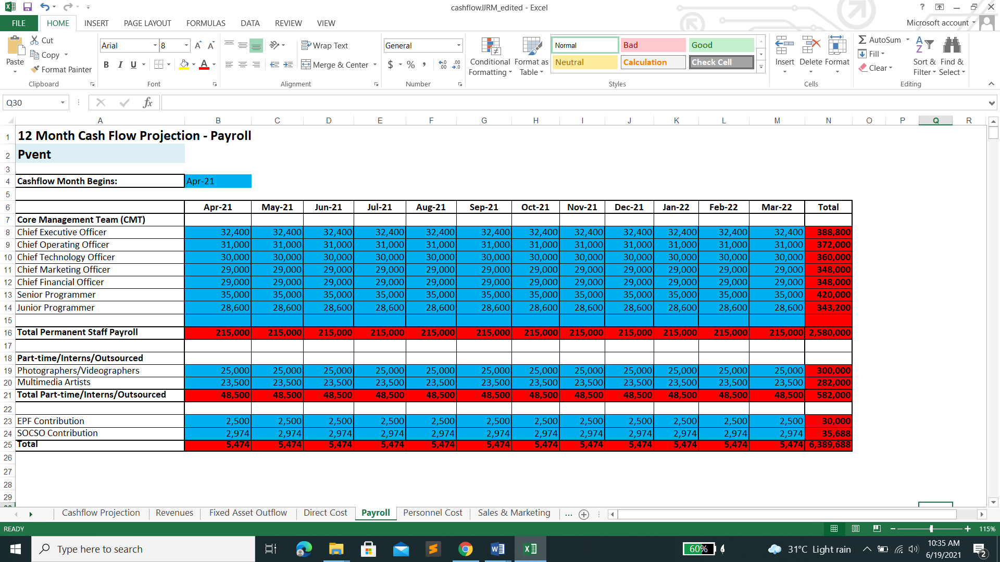 cashflowJJRM_edited - Excel
?
FILE HOME INSERT PAGE LAYOUT FORMULAS DATA REVIEW VIEW Microsoft account
Paste Cut Copy Format Painter
Clipboard
Arial 8
B I U A
Font
Wrap Text
Merge & Center
Alignment
General
$ % ,
Number
Conditional Formatting Format as Table
Normal Bad Good
Neutral Calculation Check Cell
Styles
Insert Delete Format
Cells
AutoSum Fill Clear
Sort & Filter Find & Select
Editing
Q30 fx
A B C D E F G H I J K L M N O P Q R
1 12 Month Cash Flow Projection - Payroll
2 Pvent
3
4 Cashflow Month Begins: Apr-21
5
6 Apr-21 May-21 Jun-21 Jul-21 Aug-21 Sep-21 Oct-21 Nov-21 Dec-21 Jan-22 Feb-22 Mar-22 Total
7 Core Management Team (CMT)
8 Chief Executive Officer 32,400 32,400 32,400 32,400 32,400 32,400 32,400 32,400 32,400 32,400 32,400 32,400 388,800
9 Chief Operating Officer 31,000 31,000 31,000 31,000 31,000 31,000 31,000 31,000 31,000 31,000 31,000 31,000 372,000
10 Chief Technology Officer 30,000 30,000 30,000 30,000 30,000 30,000 30,000 30,000 30,000 30,000 30,000 30,000 360,000
11 Chief Marketing Officer 29,000 29,000 29,000 29,000 29,000 29,000 29,000 29,000 29,000 29,000 29,000 29,000 348,000
12 Chief Financial Officer 29,000 29,000 29,000 29,000 29,000 29,000 29,000 29,000 29,000 29,000 29,000 29,000 348,000
13 Senior Programmer 35,000 35,000 35,000 35,000 35,000 35,000 35,000 35,000 35,000 35,000 35,000 35,000 420,000
14 Junior Programmer 28,600 28,600 28,600 28,600 28,600 28,600 28,600 28,600 28,600 28,600 28,600 28,600 343,200
15
16 Total Permanent Staff Payroll 215,000 215,000 215,000 215,000 215,000 215,000 215,000 215,000 215,000 215,000 215,000 215,000 2,580,000
17
18 Part-time/Interns/Outsourced
19 Photographers/Videographers 25,000 25,000 25,000 25,000 25,000 25,000 25,000 25,000 25,000 25,000 25,000 25,000 300,000
20 Multimedia Artists 23,500 23,500 23,500 23,500 23,500 23,500 23,500 23,500 23,500 23,500 23,500 23,500 282,000
21 Total Part-time/Interns/Outsourced 48,500 48,500 48,500 48,500 48,500 48,500 48,500 48,500 48,500 48,500 48,500 48,500 582,000
22
23 EPF Contribution 2,500 2,500 2,500 2,500 2,500 2,500 2,500 2,500 2,500 2,500 2,500 2,500 30,000
24 SOCSO Contribution 2,974 2,974 2,974 2,974 2,974 2,974 2,974 2,974 2,974 2,974 2,974 2,974 35,688
25 Total 5,474 5,474 5,474 5,474 5,474 5,474 5,474 5,474 5,474 5,474 5,474 5,474 6,389,688
26
27
28
29
Cashflow Projection Revenues Fixed Asset Outflow Direct Cost Payroll Personnel Cost Sales & Marketing ...
READY 115%
Type here to search 60% 31°C Light rain 10:35 AM
6/19/2021 2